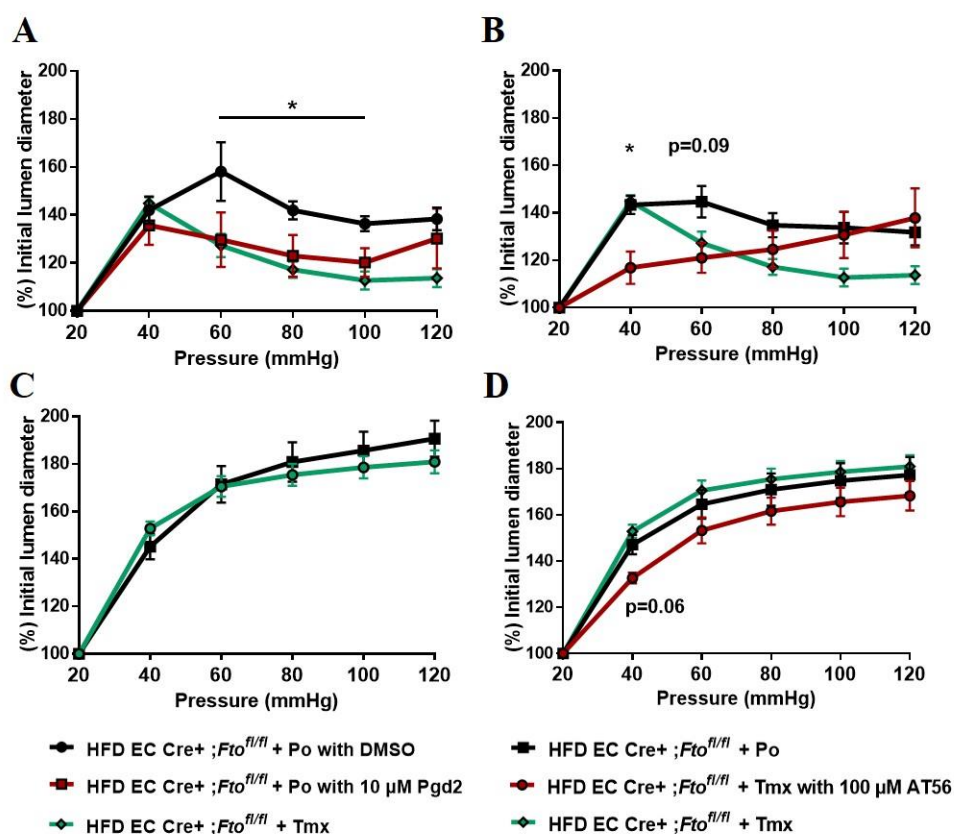 A
B
(%) Initial lumen diameter
200
180
160
140
120
100
20 40 60 80 100 120
Pressure (mmHg)
*
(%) Initial lumen diameter
200
180
160
140
120
100
20 40 60 80 100 120
Pressure (mmHg)
* p=0.09
C
D
(%) Initial lumen diameter
200
180
160
140
120
100
20 40 60 80 100 120
Pressure (mmHg)
(%) Initial lumen diameter
200
180
160
140
120
100
20 40 60 80 100 120
Pressure (mmHg)
p=0.06
HFD EC Cre+ ;Fto^fl/fl + Po with DMSO
HFD EC Cre+ ;Fto^fl/fl + Po with 10 µM Pgd2
HFD EC Cre+ ;Fto^fl/fl + Tmx
HFD EC Cre+ ;Fto^fl/fl + Po
HFD EC Cre+ ;Fto^fl/fl + Tmx with 100 µM AT56
HFD EC Cre+ ;Fto^fl/fl + Tmx